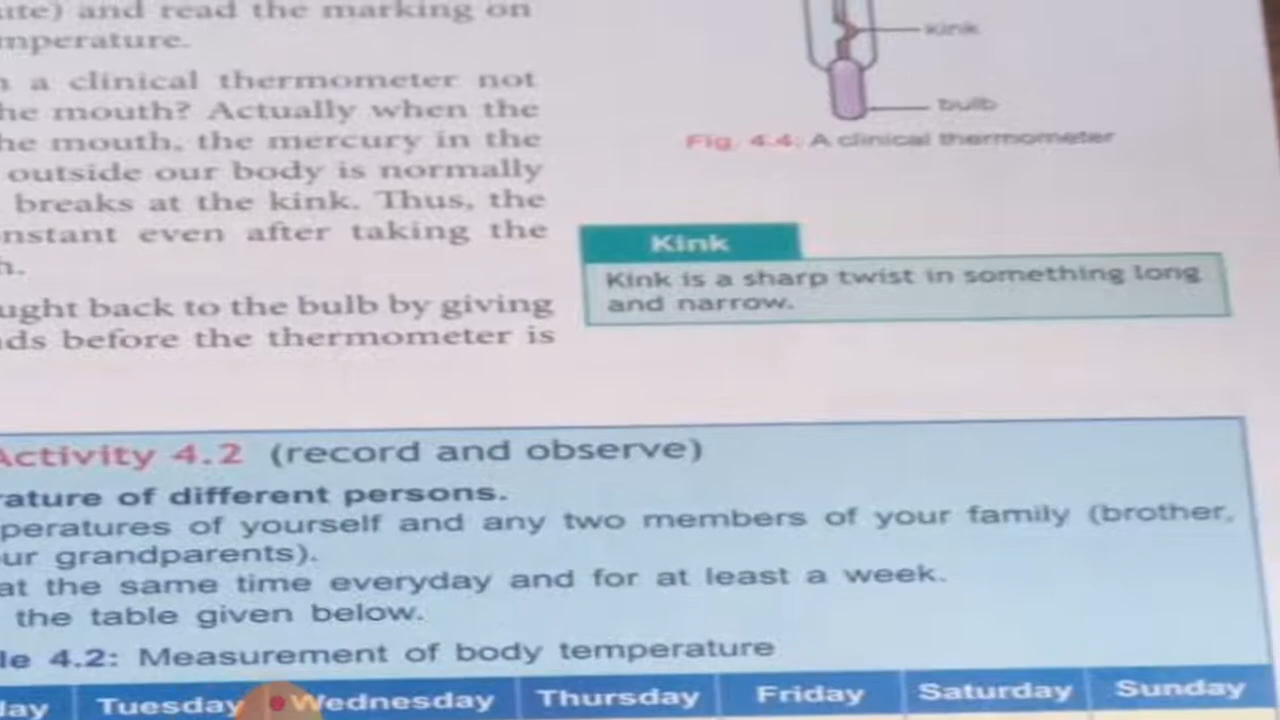 and read the marking on
mperature.
a clinical thermometer not
he mouth? Actually when the
he mouth, the mercury in the
outside our body is normally
breaks at the kink. Thus, the
nstant even after taking the
h.
ught back to the bulb by giving
ds before the thermometer is
kink
bulb
Fig. 4.4: A clinical thermometer
Kink
Kink is a sharp twist in something long
and narrow.
Activity 4.2 (record and observe)
rature of different persons.
peratures of yourself and any two members of your family (brother,
ur grandparents).
at the same time everyday and for at least a week.
the table given below.
le 4.2: Measurement of body temperature
day Tuesday Wednesday Thursday Friday Saturday Sunday